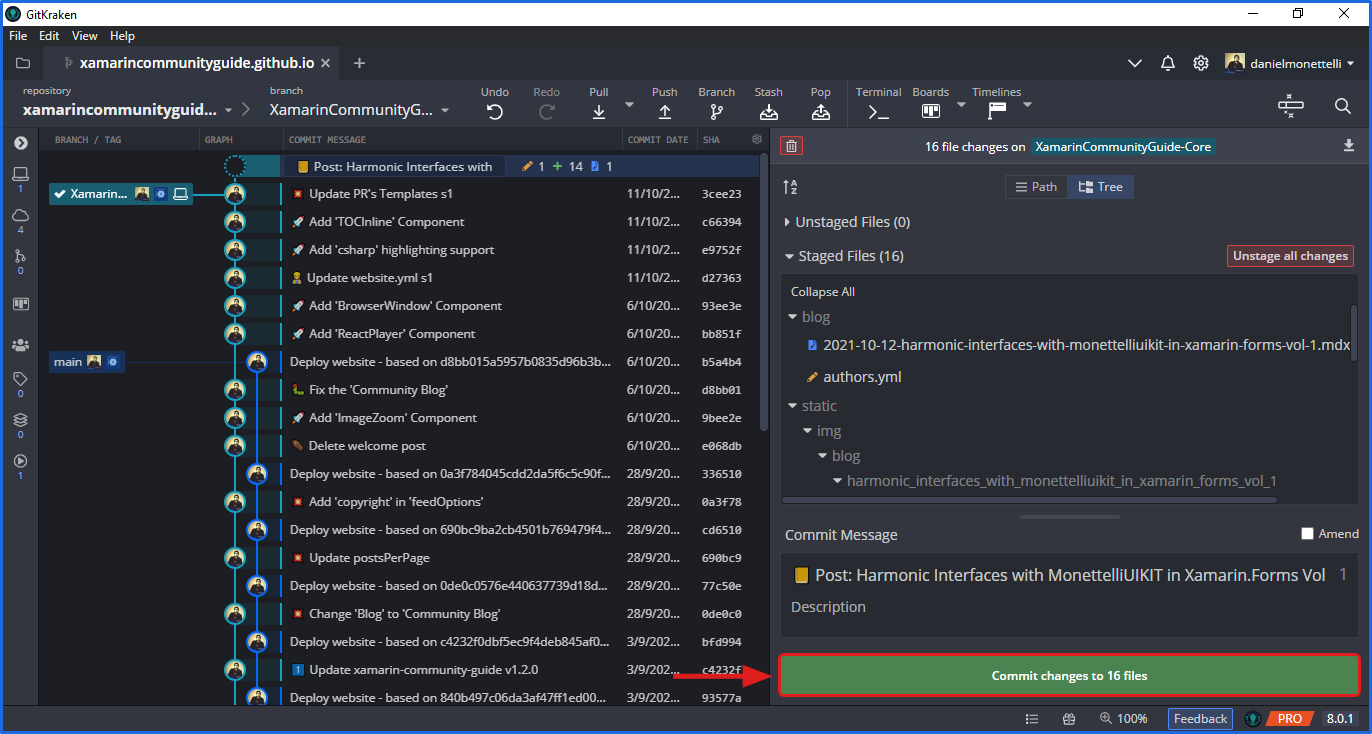 GitKraken
File Edit View Help
xamarincommunityguide.github.io
danielmonettelli
repository
xamarincommunityguid...
branch
XamarinCommunityG...
Undo Redo Pull Push Branch Stash Pop Terminal Boards Timelines
BRANCH / TAG GRAPH COMMIT MESSAGE COMMIT DATE SHA
Post: Harmonic Interfaces with 1 + 14 1
Xamarin... Update PR's Templates s1 11/10/2... 3cee23
Add 'TOCInline' Component 11/10/2... c66394
Add 'csharp' highlighting support 11/10/2... e9752f
Update website.yml s1 11/10/2... d27363
Add 'BrowserWindow' Component 6/10/20... 93ee3e
Add 'ReactPlayer' Component 6/10/20... bb851f
main Deploy website - based on d8bb015a5957b0835d96b3b... 6/10/20... b5a4b4
Fix the 'Community Blog' 6/10/20... d8bb01
Add 'ImageZoom' Component 6/10/20... 9bee2e
Delete welcome post 6/10/20... e068db
Deploy website - based on 0a3f784045cdd2da5f6c5c90f... 28/9/20... 336510
Add 'copyright' in 'feedOptions' 28/9/20... 0a3f78
Deploy website - based on 690bc9ba2cb4501b769479f4... 28/9/20... cd6510
Update postsPerPage 28/9/20... 690bc9
Deploy website - based on 0de0c0576e440637739d18d... 28/9/20... 77c50e
Change 'Blog' to 'Community Blog' 28/9/20... 0de0c0
Deploy website - based on c4232f0dbf5ec9f4deb845af0... 3/9/202... bfd994
Update xamarin-community-guide v1.2.0 3/9/202... c4232f
Deploy website - based on 840b497c06da3af47ff1ed00... 3/9/202... 93577a
1
4
0
0
0
1
16 file changes on XamarinCommunityGuide-Core
Path Tree
Unstaged Files (0)
Staged Files (16) Unstage all changes
Collapse All
blog
2021-10-12-harmonic-interfaces-with-monettelliuikit-in-xamarin-forms-vol-1.mdx
authors.yml
static
img
blog
harmonic_interfaces_with_monettelliuikit_in_xamarin_forms_vol_1
Commit Message Amend
Post: Harmonic Interfaces with MonettelliUIKIT in Xamarin.Forms Vol 1
Description
Commit changes to 16 files
100% Feedback PRO 8.0.1